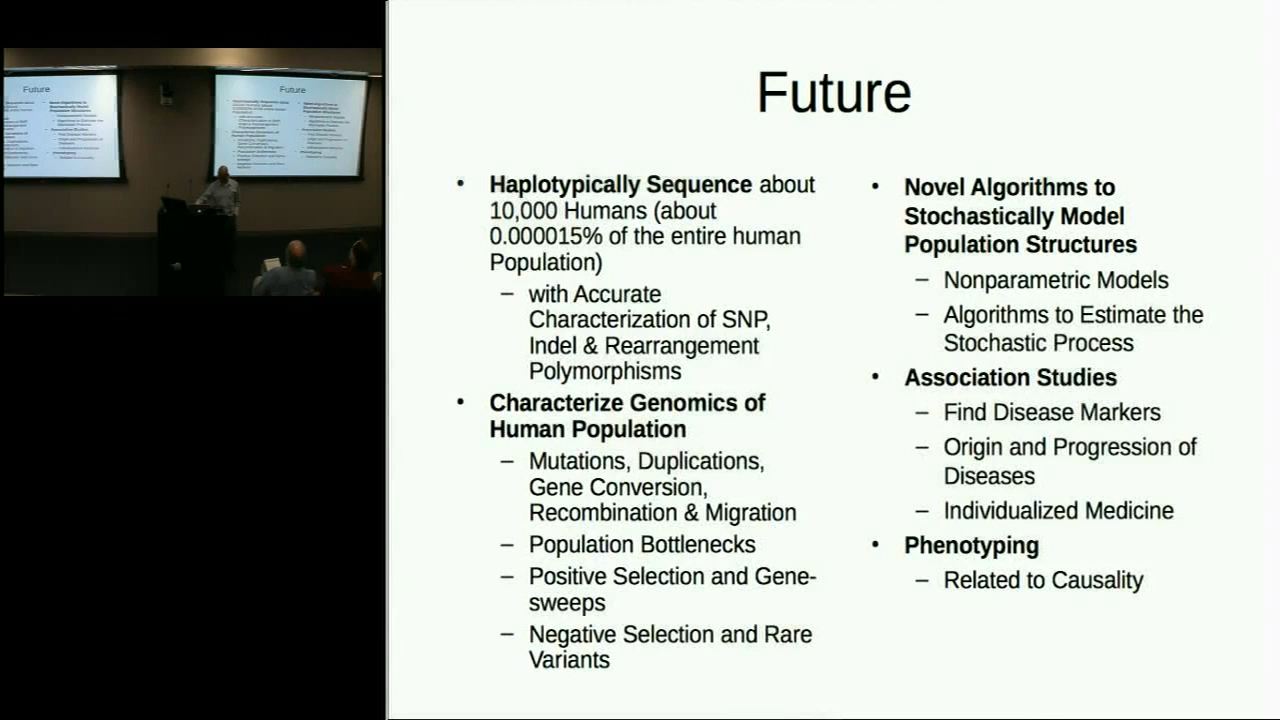 Future
• Haplotypically Sequence about
10,000 Humans (about
0.000015% of the entire human
Population)
– with Accurate
Characterization of SNP,
Indel & Rearrangement
Polymorphisms
• Characterize Genomics of
Human Population
– Mutations, Duplications,
Gene Conversion,
Recombination & Migration
– Population Bottlenecks
– Positive Selection and Gene-
sweeps
– Negative Selection and Rare
Variants
• Novel Algorithms to
Stochastically Model
Population Structures
– Nonparametric Models
– Algorithms to Estimate the
Stochastic Process
• Association Studies
– Find Disease Markers
– Origin and Progression of
Diseases
– Individualized Medicine
• Phenotyping
– Related to Causality
Future
Future